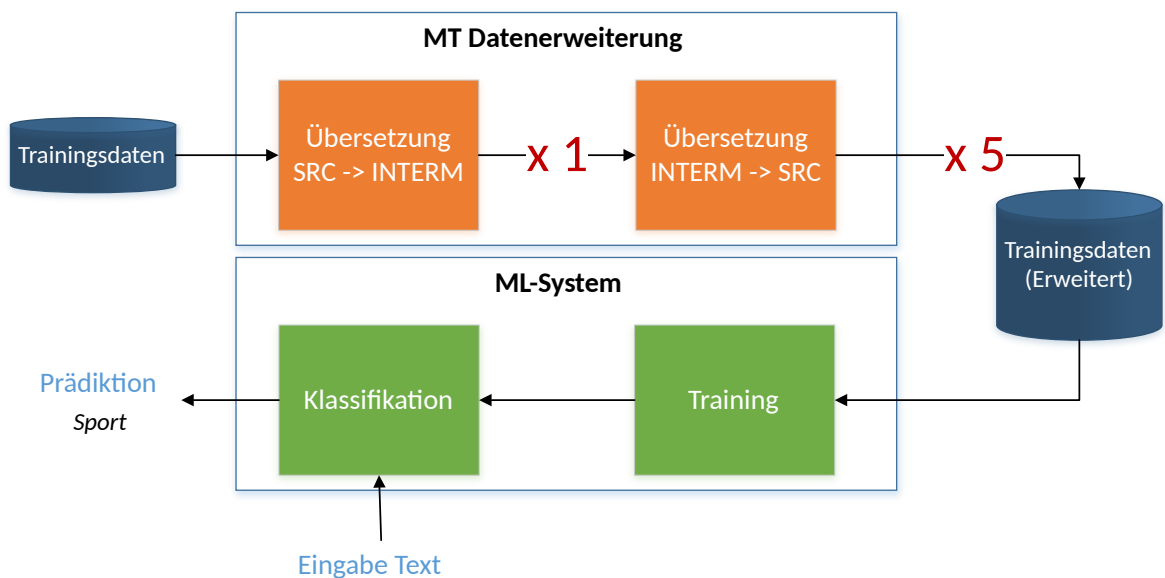 MT Datenerweiterung
Trainingsdaten
Übersetzung
SRC -> INTERM
x 1
Übersetzung
INTERM -> SRC
x 5
Trainingsdaten
(Erweitert)
ML-System
Prädiktion
Sport
Klassifikation
Training
Eingabe Text